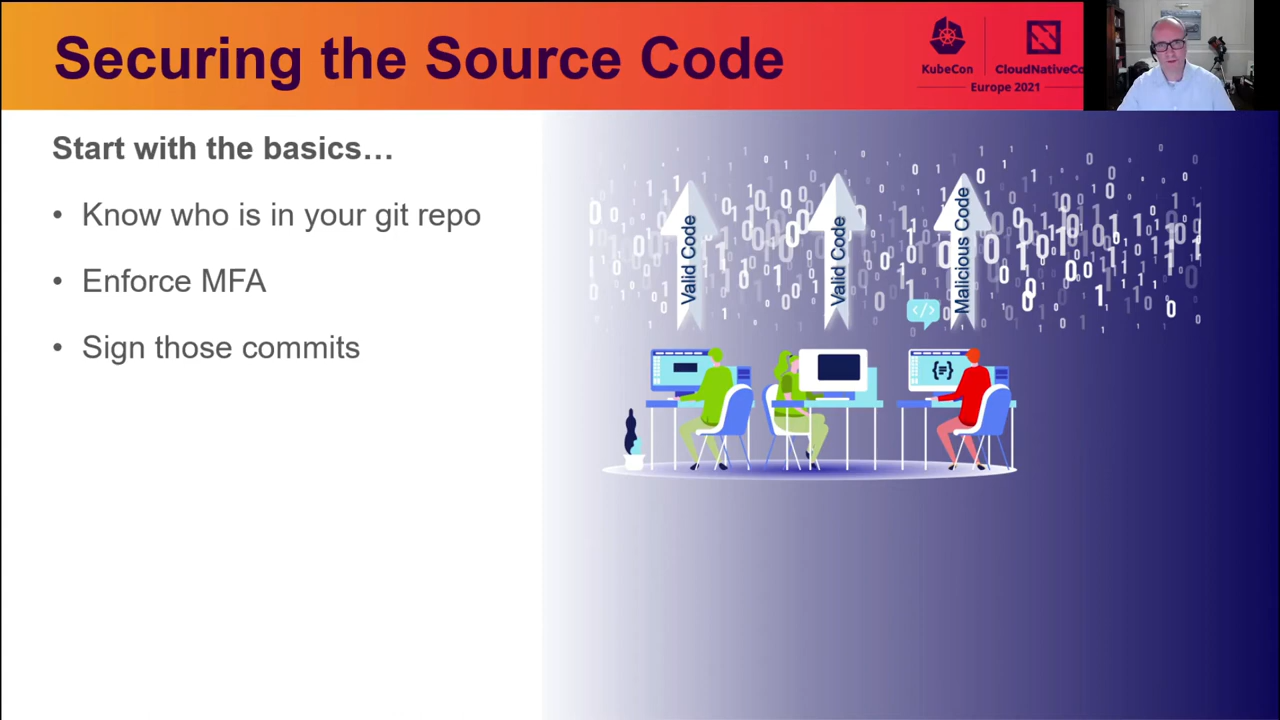 Securing the Source Code
KubeCon
CloudNativeCo
Europe 2021
Start with the basics…
• Know who is in your git repo
• Enforce MFA
• Sign those commits
Valid Code
Valid Code
Malicious Code
</>
{≡}